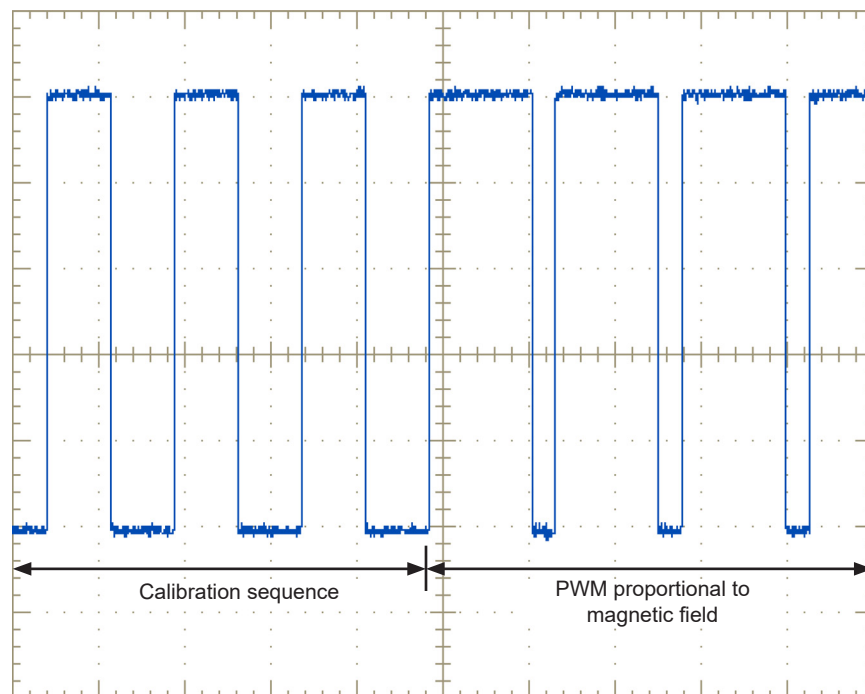 Calibration sequence
PWM proportional to
magnetic field